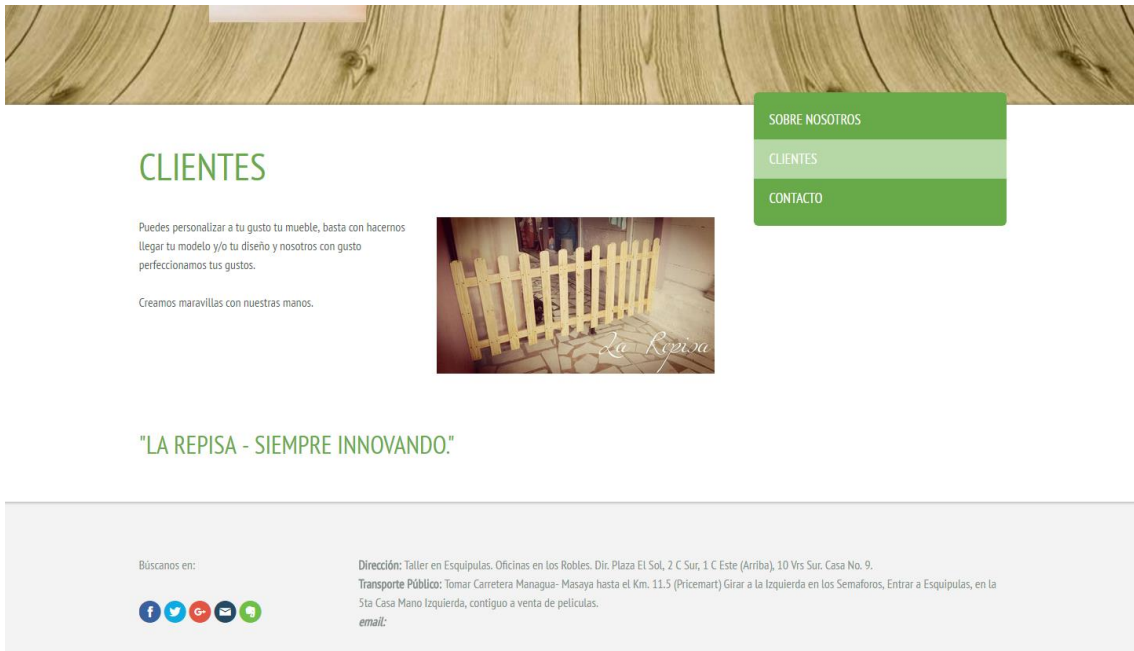 SOBRE NOSOTROS
CLIENTES
CONTACTO
CLIENTES
Puedes personalizar a tu gusto tu mueble, basta con hacernos
llegar tu modelo y/o tu diseño y nosotros con gusto
perfeccionamos tus gustos.
Creamos maravillas con nuestras manos.
La Repisa
"LA REPISA - SIEMPRE INNOVANDO."
Búscanos en:
Dirección: Taller en Esquipulas. Oficinas en los Robles. Dir. Plaza El Sol, 2 C Sur, 1 C Este (Arriba), 10 Vrs Sur. Casa No. 9.
Transporte Público: Tomar Carretera Managua- Masaya hasta el Km. 11.5 (Pricemart) Girar a la Izquierda en los Semaforos, Entrar a Esquipulas, en la
5ta Casa Mano Izquierda, contiguo a venta de peliculas.
email: